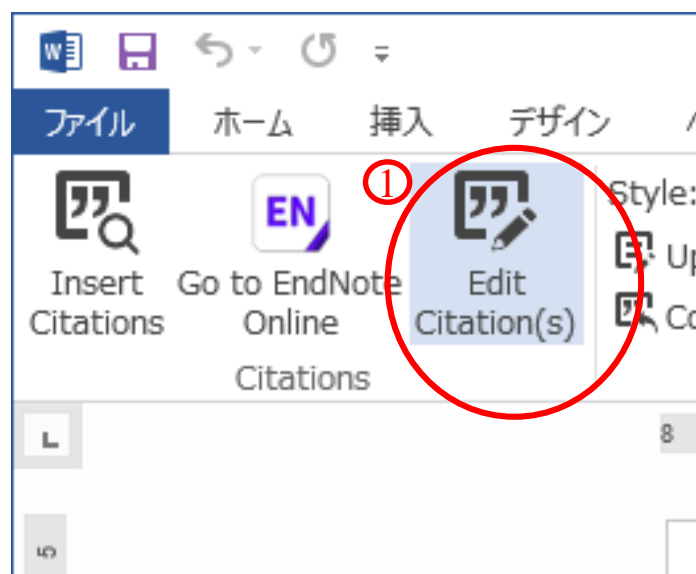 ファイル ホーム 挿入 デザイン
①
Style:
EN
Insert Citations
Go to EndNote Online
Edit Citation(s)
Citations
L
8
5